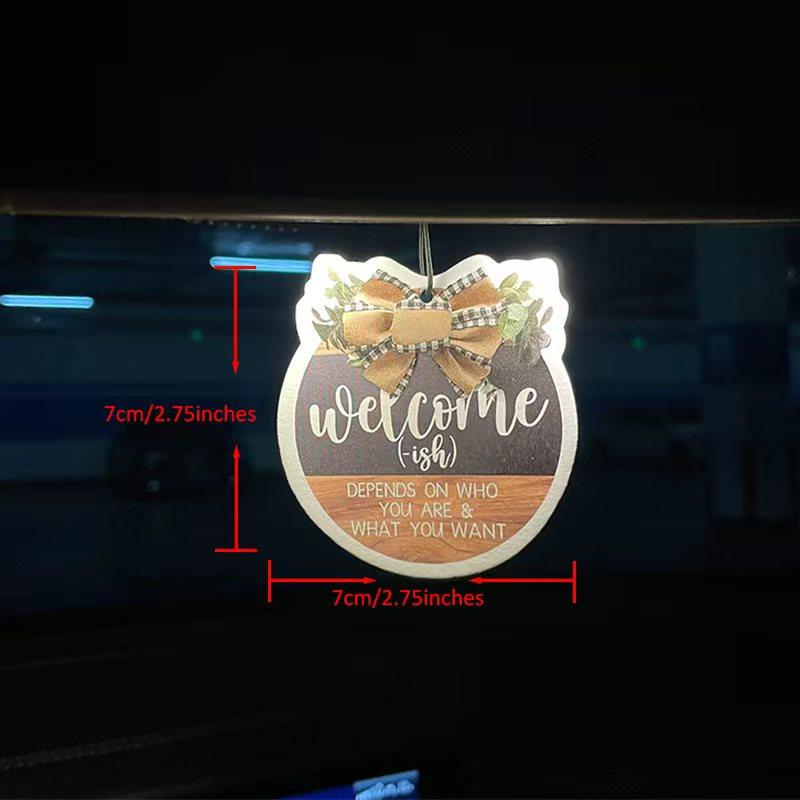 welcome
(-ish)
DEPENDS ON WHO
YOU ARE &
WHAT YOU WANT
7cm/2.75inches
7cm/2.75inches